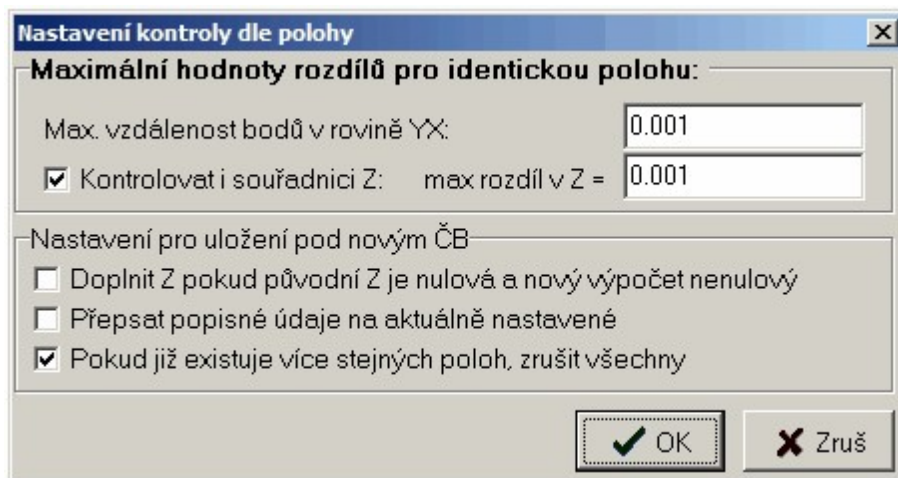 Nastavení kontroly dle polohy
Maximální hodnoty rozdílů pro identickou polohu:
Max. vzdálenost bodů v rovině YX: 0.001
Kontrolovat i souřadnici Z: max rozdíl v Z = 0.001
Nastavení pro uložení pod novým ČB
Doplnit Z pokud původní Z je nulová a nový výpočet nenulový
Přepsat popisné údaje na aktuálně nastavené
Pokud již existuje více stejných poloh, zrušit všechny
OK Zruš